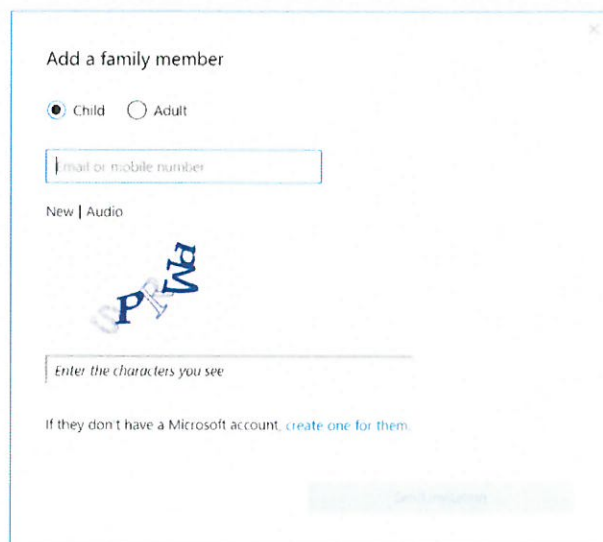 Add a family member
Child Adult
Email or mobile number
New | Audio
Enter the characters you see
If they don't have a Microsoft account, create one for them.